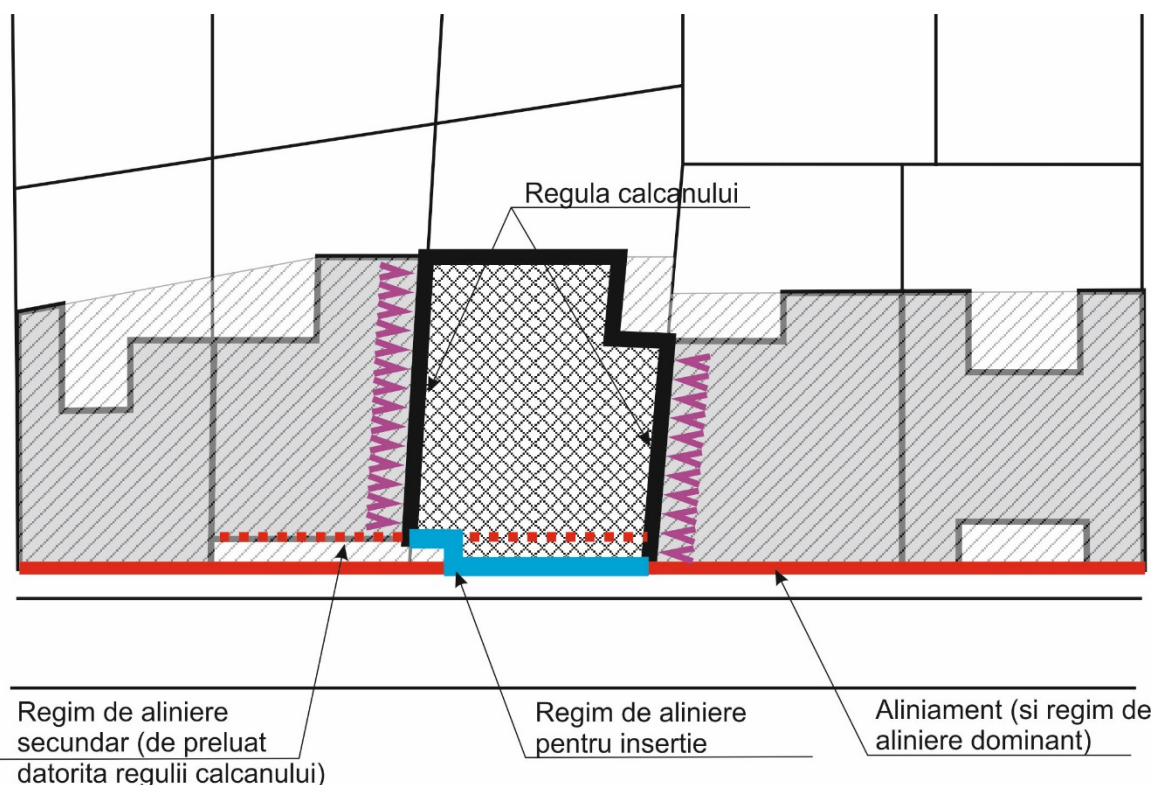 Regula calcanului
Regim de aliniere
secundar (de preluat
datorita regulii calcanului)
Regim de aliniere
pentru insertie
Aliniament (si regim de
aliniere dominant)